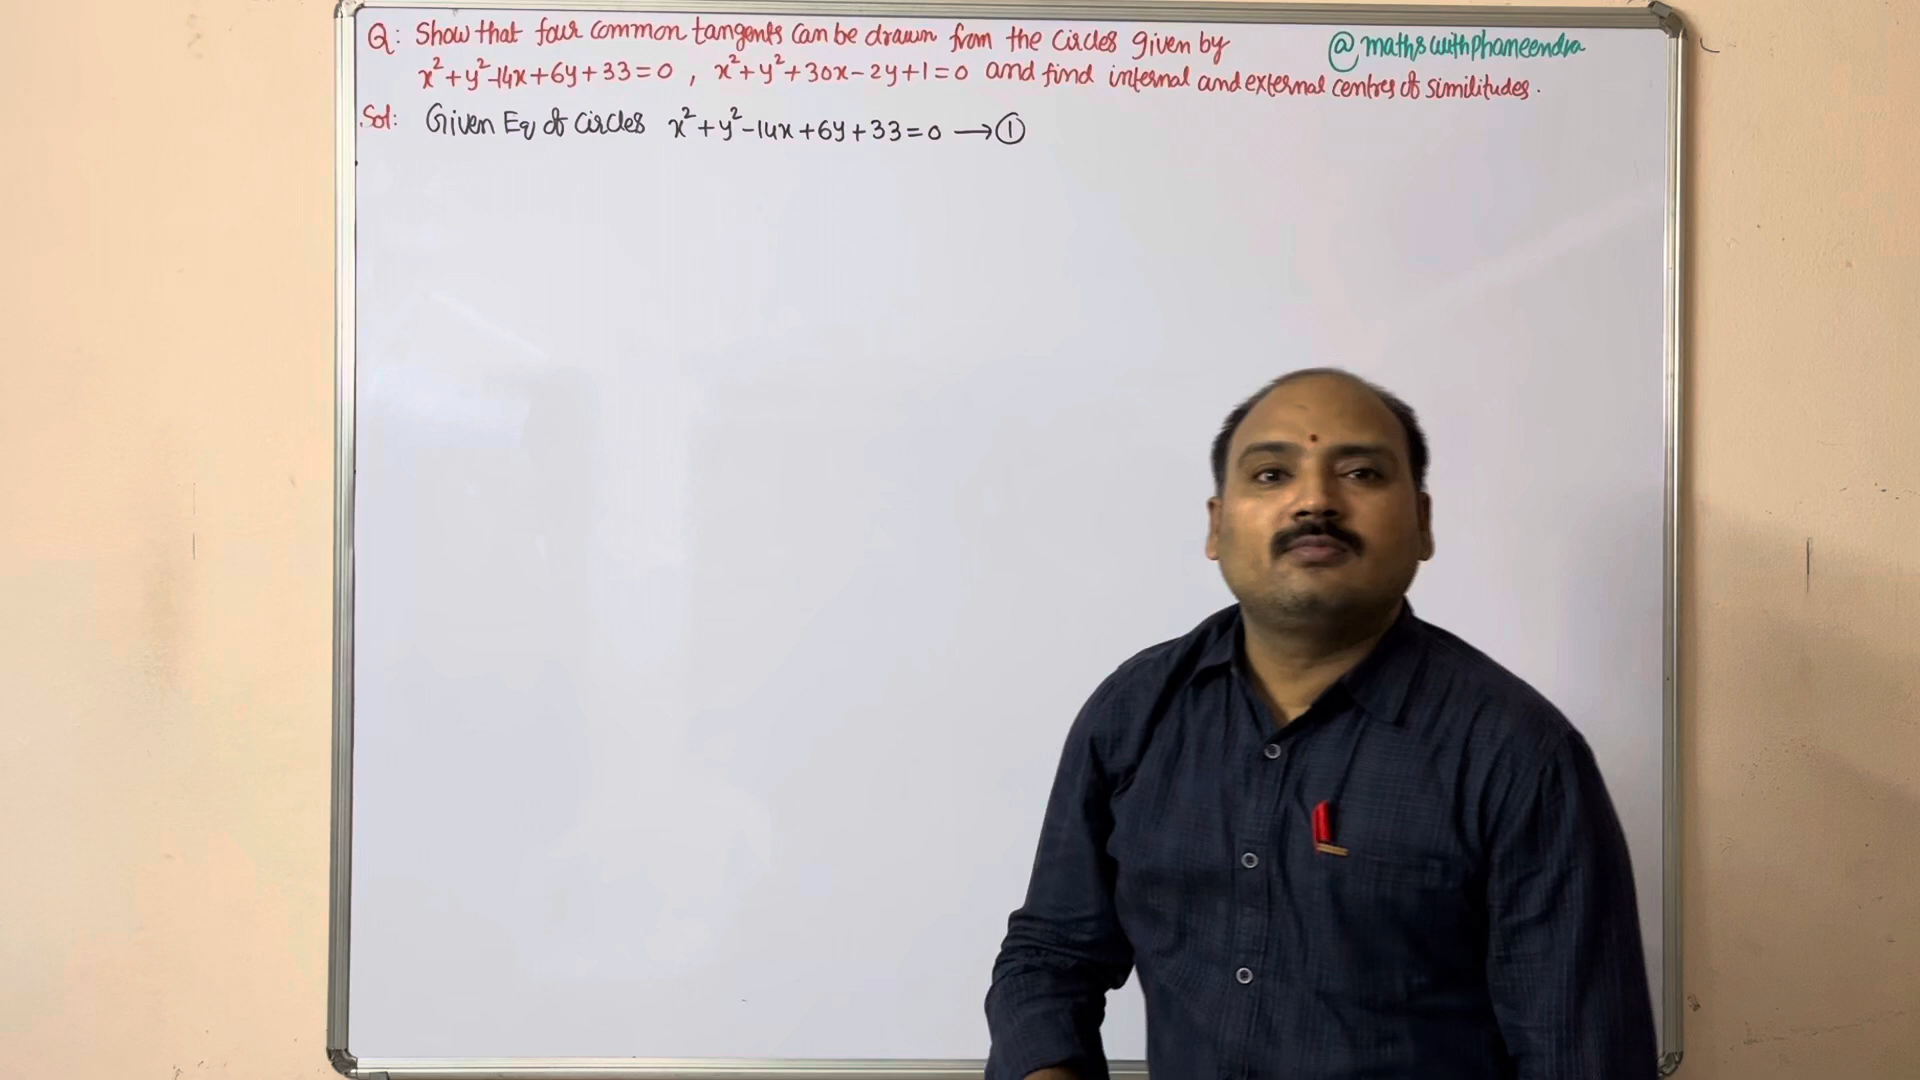 Q: Show that four common tangents can be drawn from the circles given by @mathswithphaneendra
x²+y²-14x+6y+33=0 , x²+y²+30x-2y+1=0 and find internal and external centres of similitudes.
Sol: Given Eq of circles x²+y²-14x+6y+33=0 →①